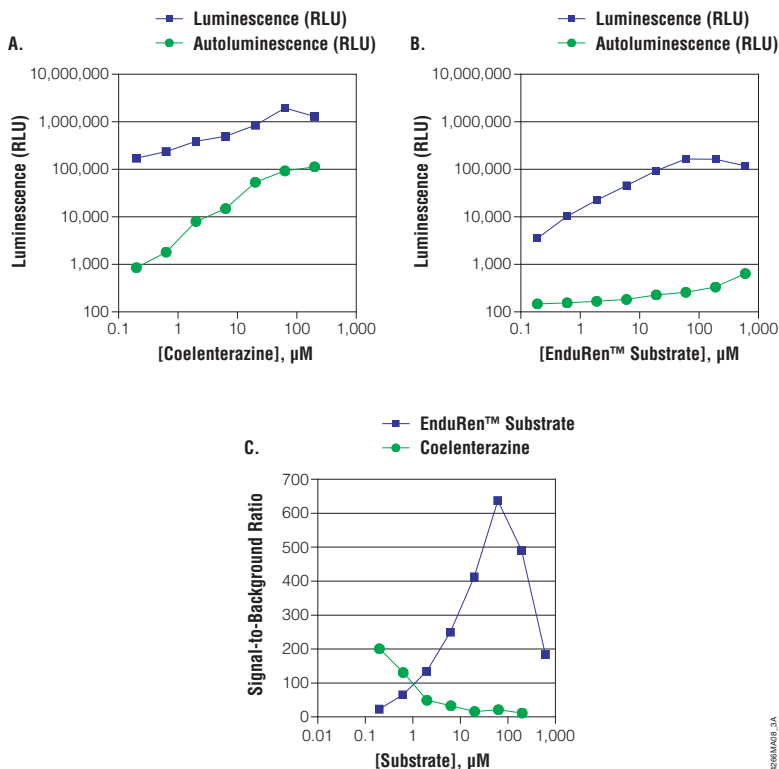 A.
Luminescence (RLU)
Autoluminescence (RLU)
10,000,000
1,000,000
100,000
10,000
1,000
100
Luminescence (RLU)
0.1 1 10 100 1,000
[Coelenterazine], µM
B.
Luminescence (RLU)
Autoluminescence (RLU)
10,000,000
1,000,000
100,000
10,000
1,000
100
Luminescence (RLU)
0.1 1 10 100 1,000
[EnduRen™ Substrate], µM
C.
EnduRen™ Substrate
Coelenterazine
700
600
500
400
300
200
100
0
Signal-to-Background Ratio
0.01 0.1 1 10 100 1,000
[Substrate], µM